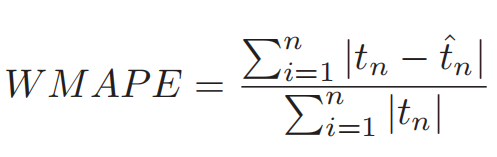 WMAPE = \frac{\sum_{i=1}^{n} |t_n - \hat{t}_n|}{\sum_{i=1}^{n} |t_n|}